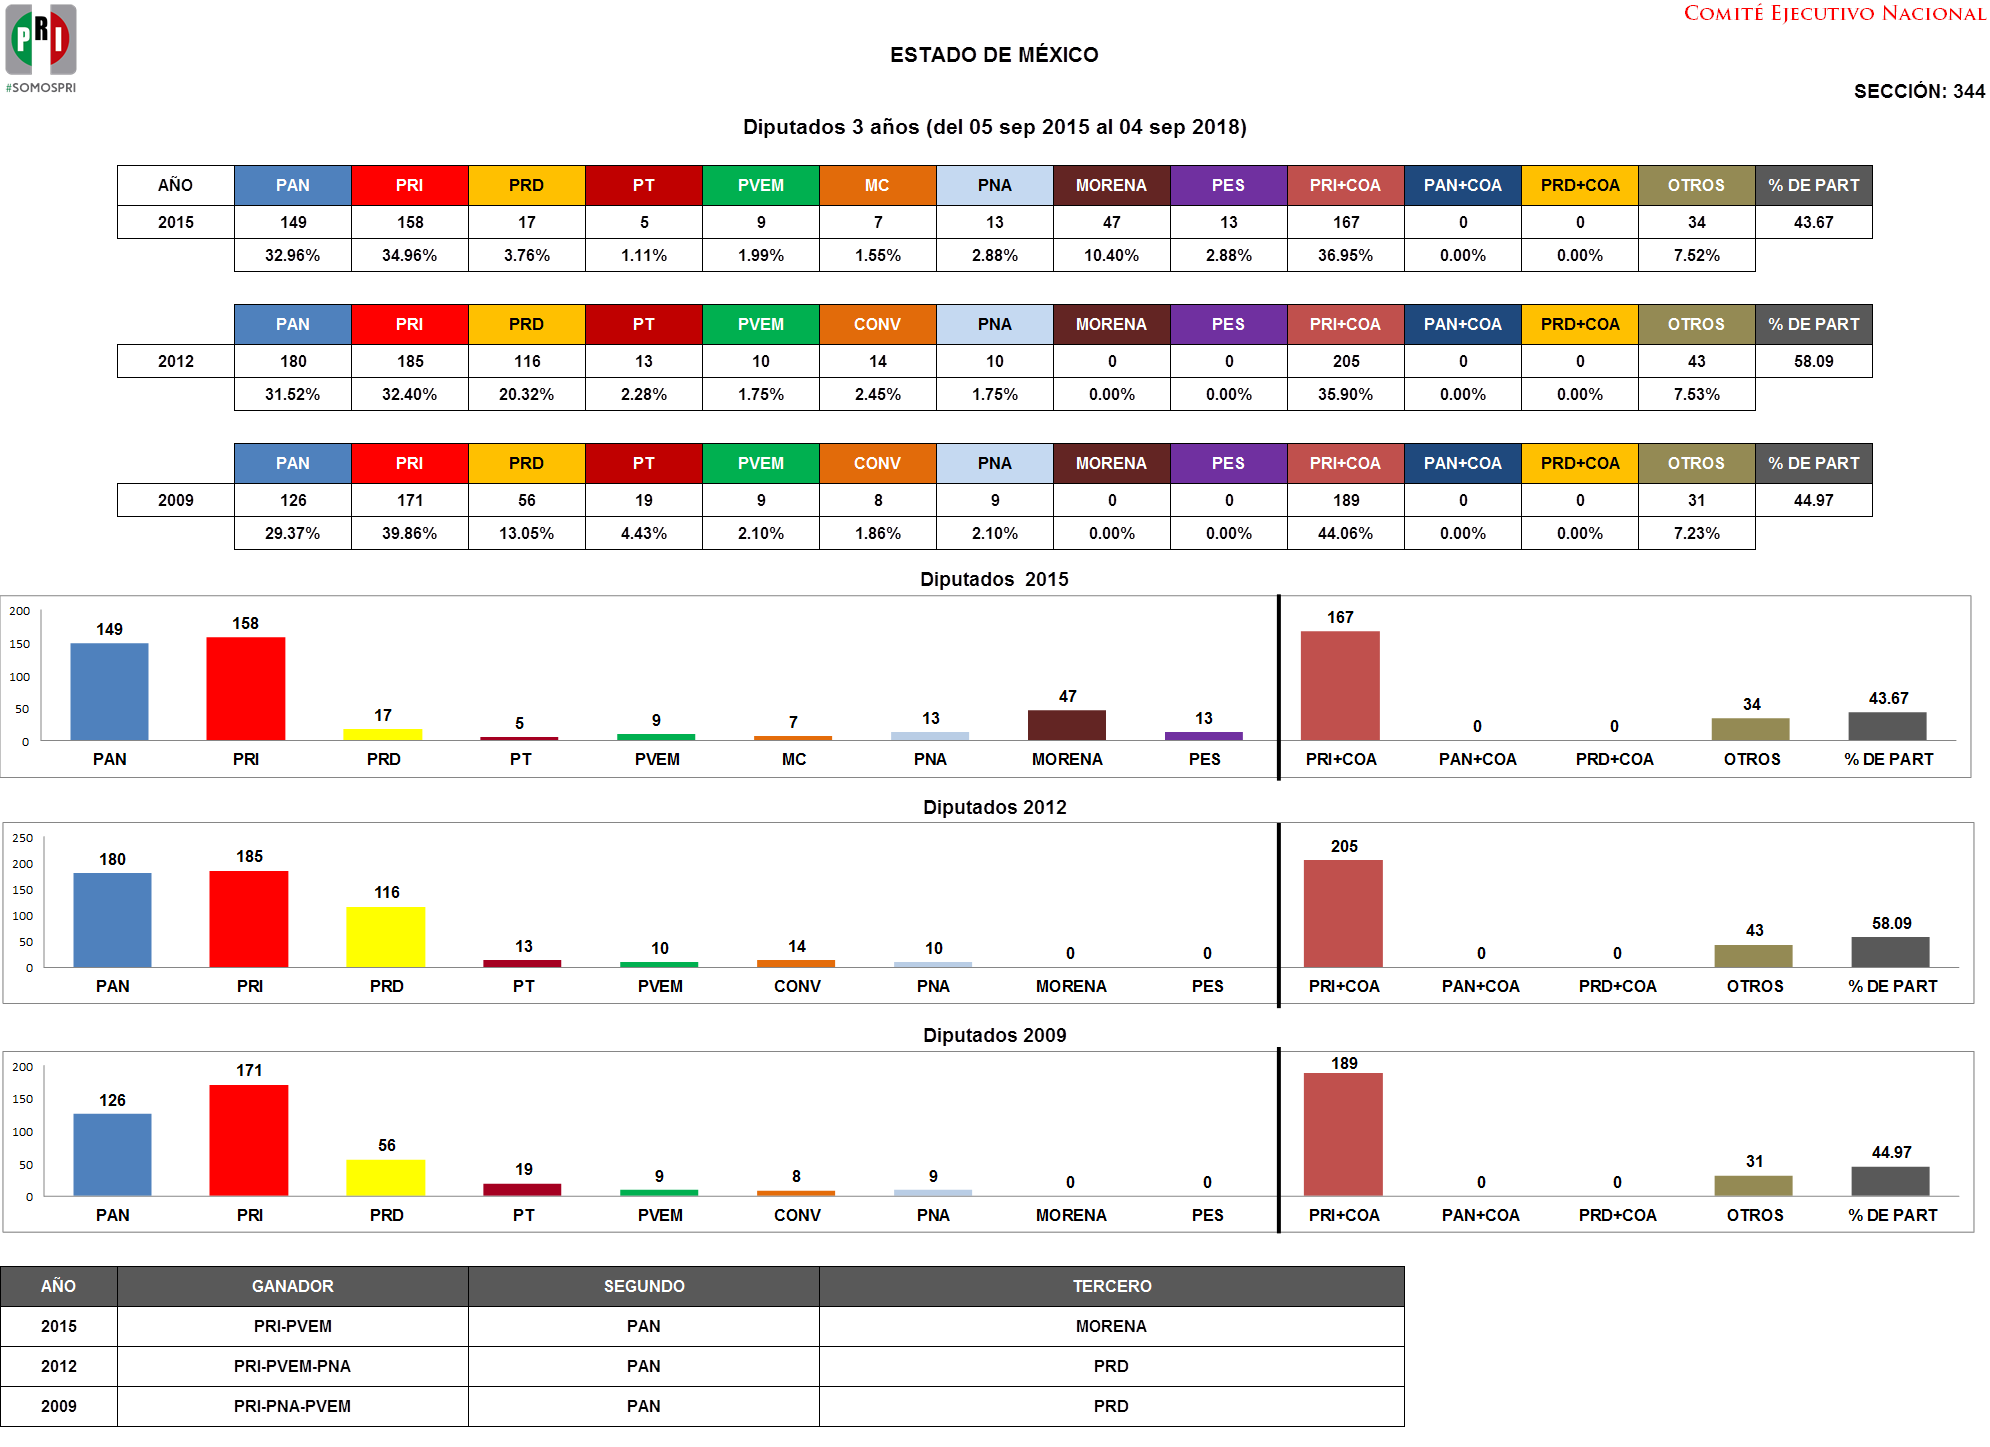 PRI
#SOMOSPRI
COMITÉ EJECUTIVO NACIONAL
ESTADO DE MÉXICO
SECCIÓN: 344
Diputados 3 años (del 05 sep 2015 al 04 sep 2018)
AÑO PAN PRI PRD PT PVEM MC PNA MORENA PES PRI+COA PAN+COA PRD+COA OTROS % DE PART
2015 149 158 17 5 9 7 13 47 13 167 0 0 34 43.67
32.96% 34.96% 3.76% 1.11% 1.99% 1.55% 2.88% 10.40% 2.88% 36.95% 0.00% 0.00% 7.52%
PAN PRI PRD PT PVEM CONV PNA MORENA PES PRI+COA PAN+COA PRD+COA OTROS % DE PART
2012 180 185 116 13 10 14 10 0 0 205 0 0 43 58.09
31.52% 32.40% 20.32% 2.28% 1.75% 2.45% 1.75% 0.00% 0.00% 35.90% 0.00% 0.00% 7.53%
PAN PRI PRD PT PVEM CONV PNA MORENA PES PRI+COA PAN+COA PRD+COA OTROS % DE PART
2009 126 171 56 19 9 8 9 0 0 189 0 0 31 44.97
29.37% 39.86% 13.05% 4.43% 2.10% 1.86% 2.10% 0.00% 0.00% 44.06% 0.00% 0.00% 7.23%
Diputados 2015
200
150
100
50
0
149 158 17 5 9 7 13 47 13 167 0 0 34 43.67
PAN PRI PRD PT PVEM MC PNA MORENA PES PRI+COA PAN+COA PRD+COA OTROS % DE PART
Diputados 2012
250
200
150
100
50
0
180 185 116 13 10 14 10 0 0 205 0 0 43 58.09
PAN PRI PRD PT PVEM CONV PNA MORENA PES PRI+COA PAN+COA PRD+COA OTROS % DE PART
Diputados 2009
200
150
100
50
0
126 171 56 19 9 8 9 0 0 189 0 0 31 44.97
PAN PRI PRD PT PVEM CONV PNA MORENA PES PRI+COA PAN+COA PRD+COA OTROS % DE PART
AÑO GANADOR SEGUNDO TERCERO
2015 PRI-PVEM PAN MORENA
2012 PRI-PVEM-PNA PAN PRD
2009 PRI-PNA-PVEM PAN PRD